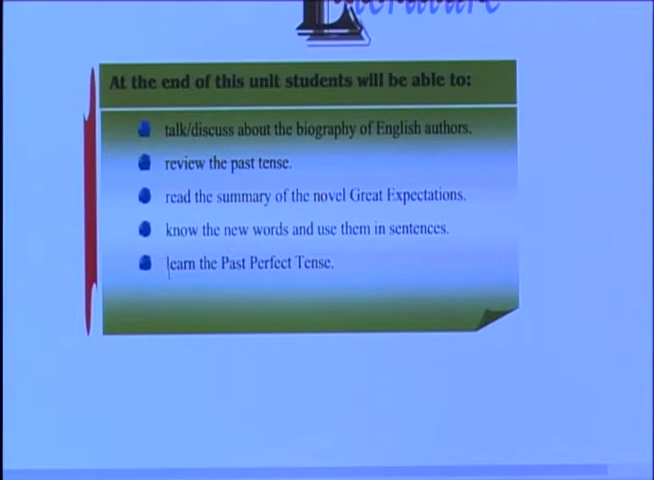 Literature
At the end of this unit students will be able to:
talk/discuss about the biography of English authors.
review the past tense.
read the summary of the novel Great Expectations.
know the new words and use them in sentences.
learn the Past Perfect Tense.